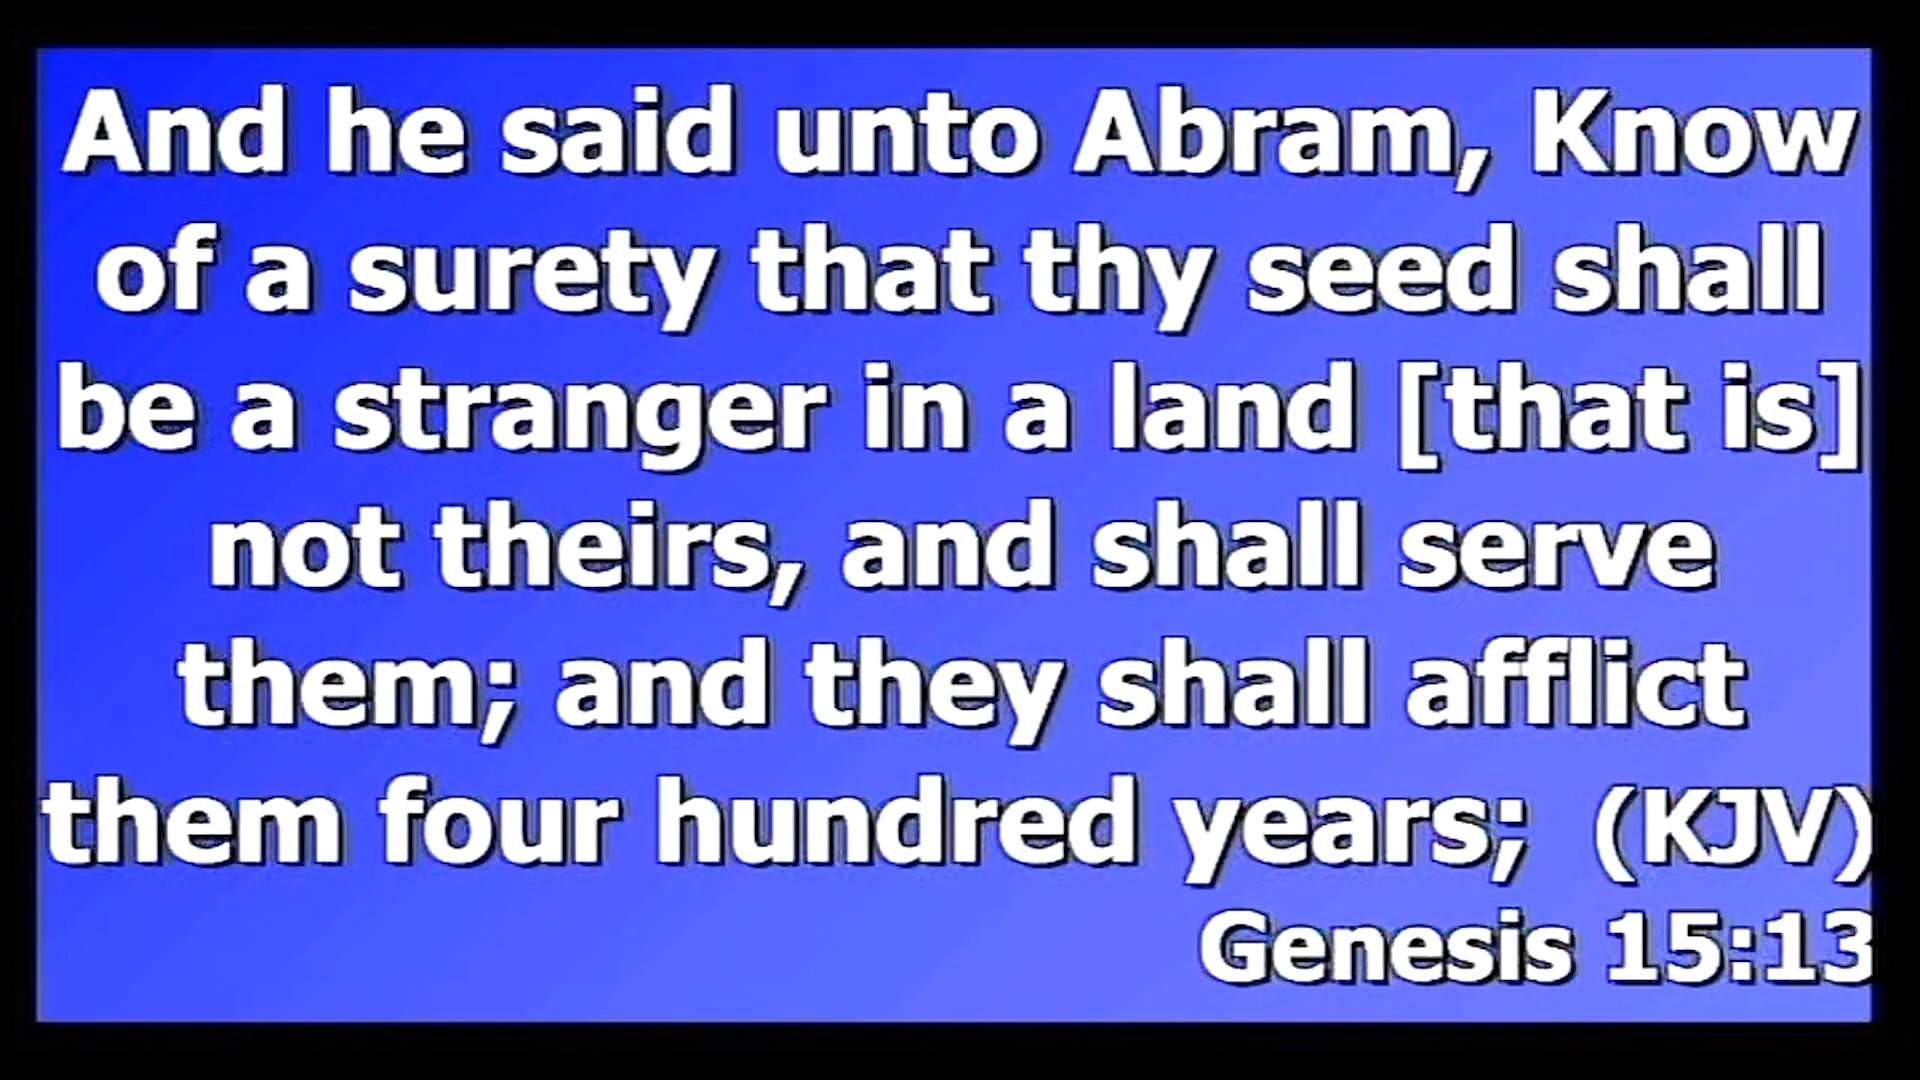 And he said unto Abram, Know
of a surety that thy seed shall
be a stranger in a land [that is]
not theirs, and shall serve
them; and they shall afflict
them four hundred years; (KJV)
Genesis 15:13